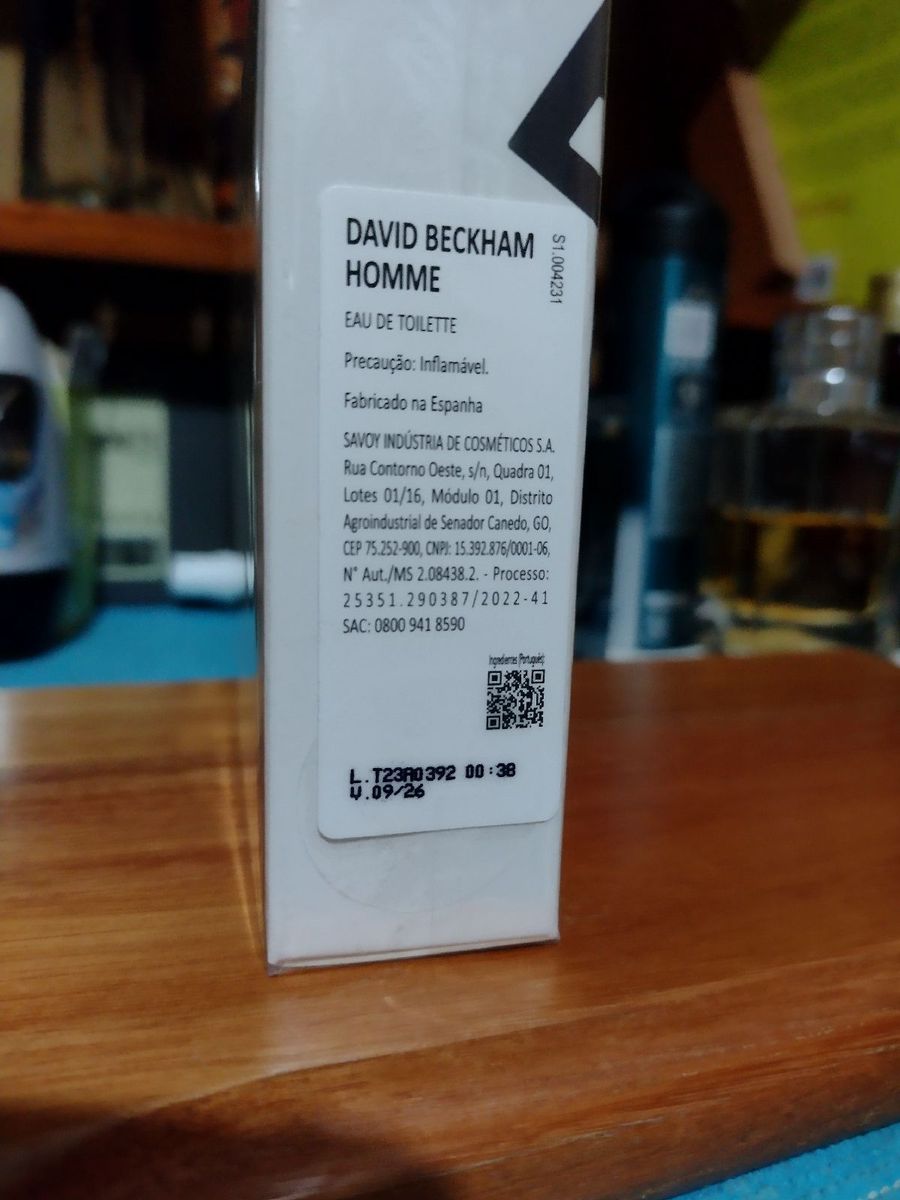 DAVID BECKHAM
HOMME
S1.004231
EAU DE TOILETTE
Precaução: Inflamável.
Fabricado na Espanha
SAVOY INDÚSTRIA DE COSMÉTICOS S.A.
Rua Contorno Oeste, s/n, Quadra 01,
Lotes 01/16, Módulo 01, Distrito
Agroindustrial de Senador Canedo, GO,
CEP 75.252-900, CNPJ: 15.392.876/0001-06,
N° Aut./MS 2.08438.2. - Processo:
25351.290387/2022-41
SAC: 0800 941 8590
Ingredientes (Português):
L.T23A0392 00:38
V.09/26